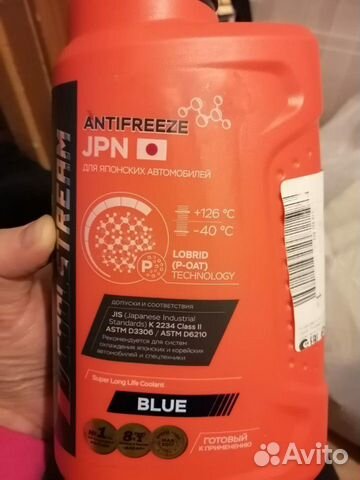 ANTIFREEZE
JPN
ДЛЯ ЯПОНСКИХ АВТОМОБИЛЕЙ
+126 °C
-40 °C
LOBRID
(P-OAT)
TECHNOLOGY
P
ДОПУСКИ И СООТВЕТСТВИЯ
JIS (Japanese Industrial
Standards) K 2234 Class II
ASTM D3306 / ASTM D6210
Рекомендуется для систем
охлаждения японских и корейских
автомобилей и спецтехники
Super Long Life Coolant
BLUE
№1
ГОТОВЫЙ
К ПРИМЕНЕНИЮ
Avito